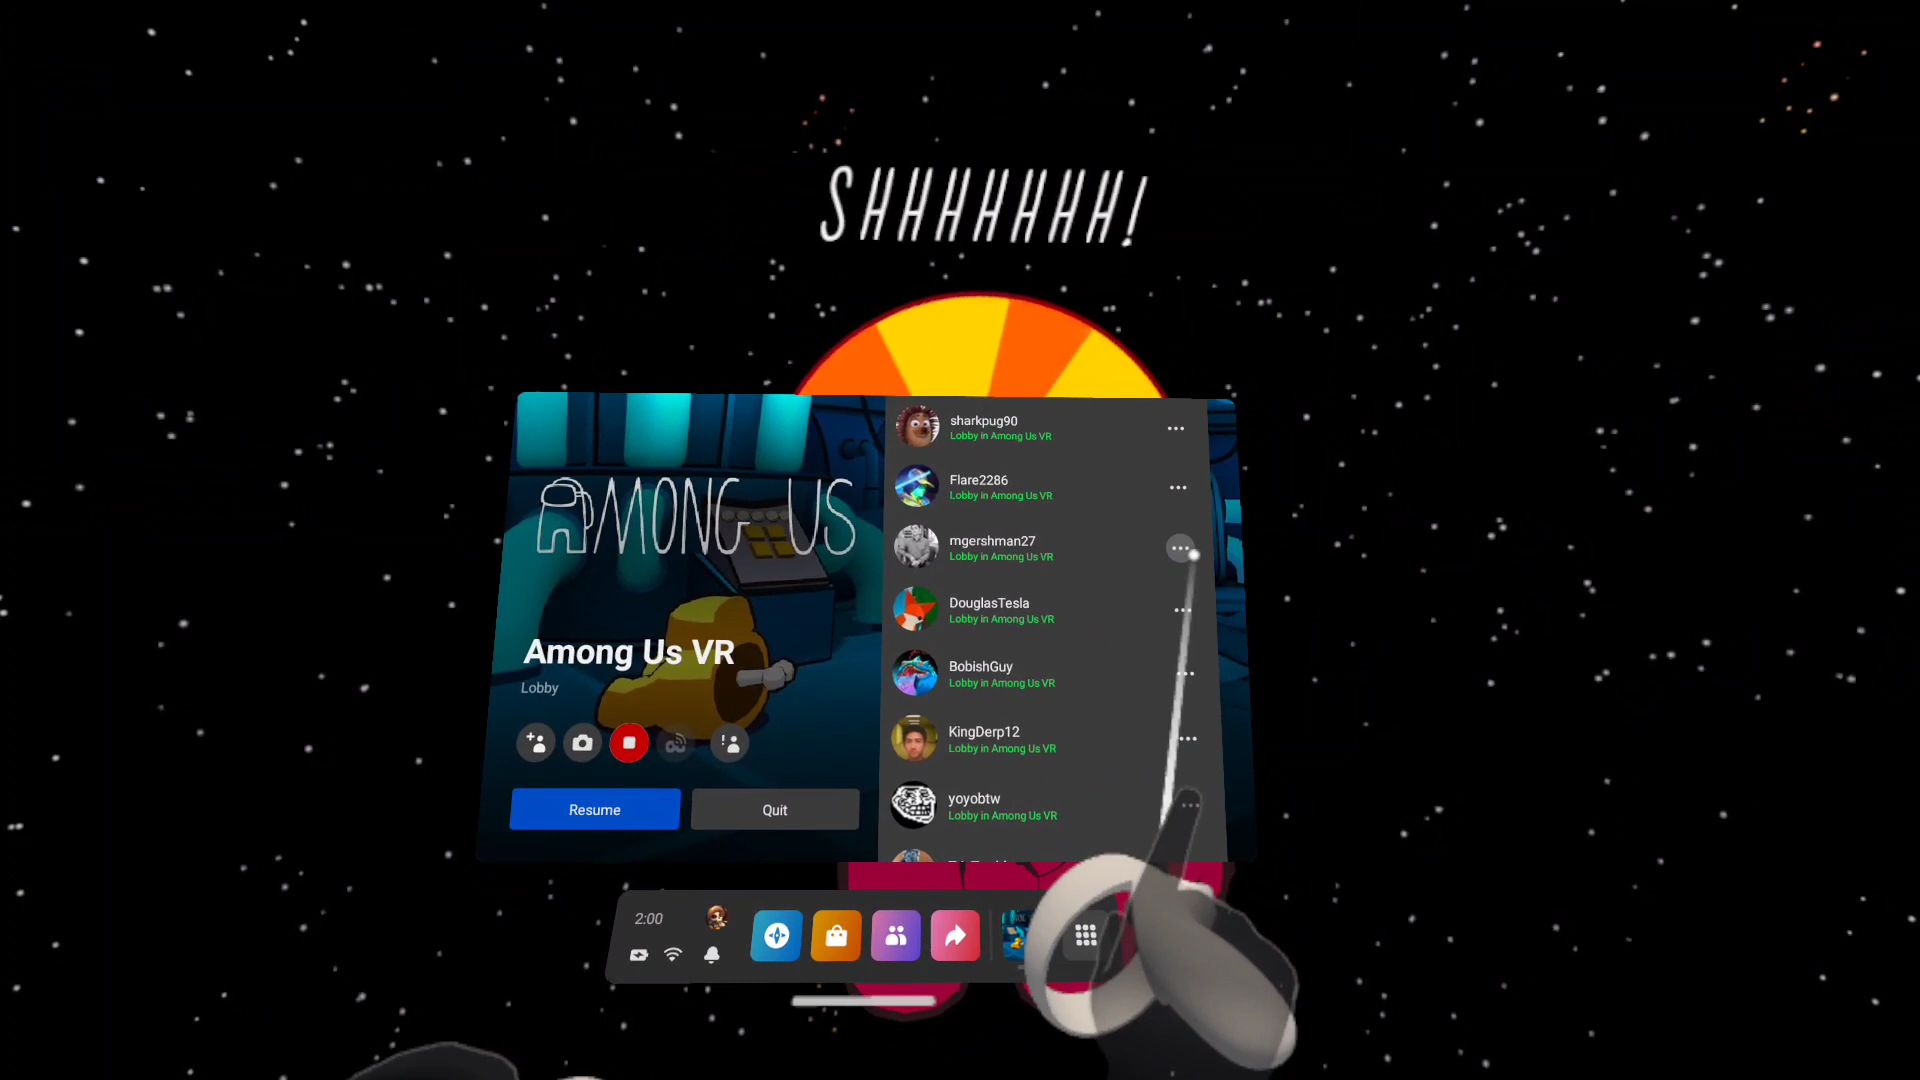 SHHHHHHH!
AMONG US
Among Us VR
Lobby
Resume
Quit
sharkpug90
Lobby in Among Us VR
Flare2286
Lobby in Among Us VR
mgershman27
Lobby in Among Us VR
DouglasTesla
Lobby in Among Us VR
BobishGuy
Lobby in Among Us VR
KingDerp12
Lobby in Among Us VR
yoyobtw
Lobby in Among Us VR
2:00